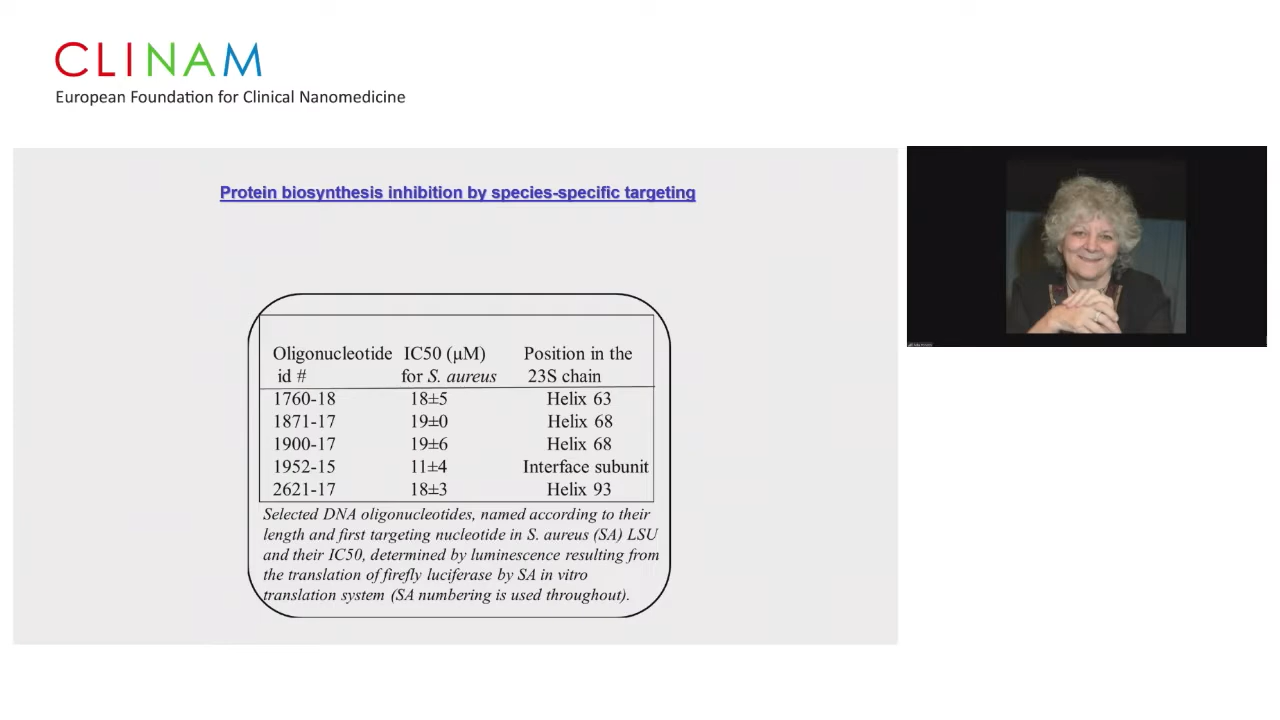 CLINAM
European Foundation for Clinical Nanomedicine
Protein biosynthesis inhibition by species-specific targeting
Oligonucleotide IC50 (μM) Position in the
id # for S. aureus 23S chain
1760-18 18±5 Helix 63
1871-17 19±0 Helix 68
1900-17 19±6 Helix 68
1952-15 11±4 Interface subunit
2621-17 18±3 Helix 93
Selected DNA oligonucleotides, named according to their
length and first targeting nucleotide in S. aureus (SA) LSU
and their IC50, determined by luminescence resulting from
the translation of firefly luciferase by SA in vitro
translation system (SA numbering is used throughout).